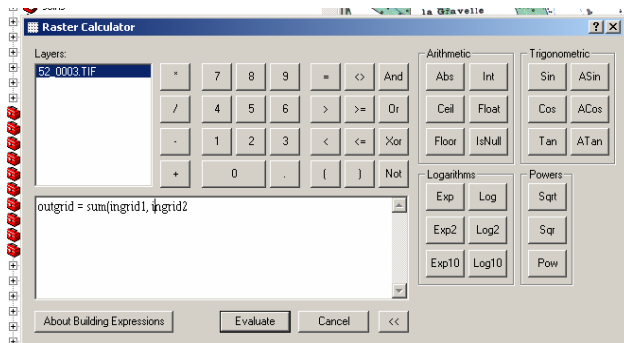 la Gravelle
Raster Calculator
Layers:
52_0003.TIF
* 7 8 9 = <> And
/ 4 5 6 > >= Or
- 1 2 3 < <= Xor
+ 0 . ( ) Not
Arithmetic
Abs Int
Ceil Float
Floor IsNull
Trigonometric
Sin ASin
Cos ACos
Tan ATan
Logarithms
Exp Log
Exp2 Log2
Exp10 Log10
Powers
Sqrt
Sqr
Pow
outgrid = sum(ingrid1, ingrid2
About Building Expressions Evaluate Cancel <<